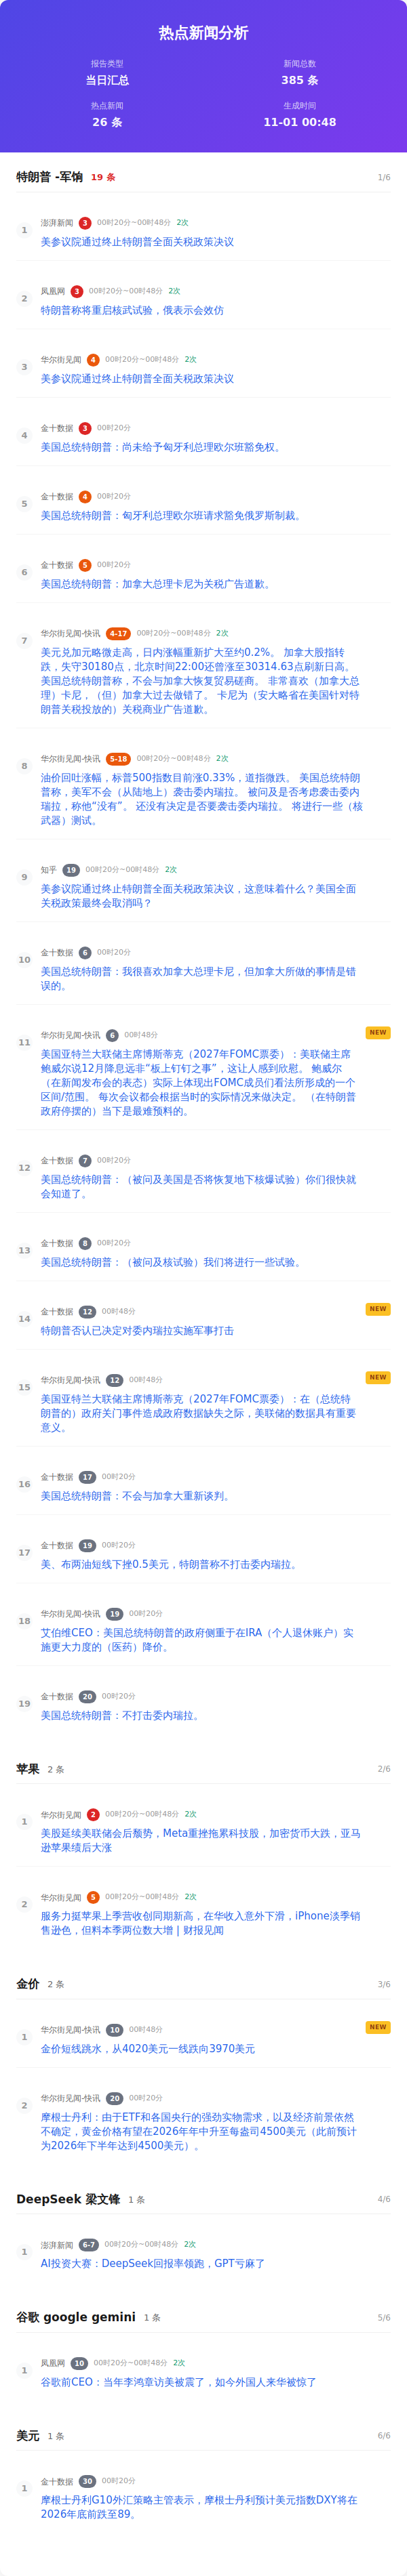 热点新闻分析
报告类型
新闻总数
当日汇总
385 条
热点新闻
生成时间
26 条
11-01 00:48
特朗普 -军饷 19 条 1/6
1
澎湃新闻 3 00时20分~00时48分 2次
美参议院通过终止特朗普全面关税政策决议
2
凤凰网 3 00时20分~00时48分 2次
特朗普称将重启核武试验，俄表示会效仿
3
华尔街见闻 4 00时20分~00时48分 2次
美参议院通过终止特朗普全面关税政策决议
4
金十数据 3 00时20分
美国总统特朗普：尚未给予匈牙利总理欧尔班豁免权。
5
金十数据 4 00时20分
美国总统特朗普：匈牙利总理欧尔班请求豁免俄罗斯制裁。
6
金十数据 5 00时20分
美国总统特朗普：加拿大总理卡尼为关税广告道歉。
7
华尔街见闻-快讯 4-17 00时20分~00时48分 2次
美元兑加元略微走高，日内涨幅重新扩大至约0.2%。 加拿大股指转
跌，失守30180点，北京时间22:00还曾涨至30314.63点刷新日高。
美国总统特朗普称，不会与加拿大恢复贸易磋商。 非常喜欢（加拿大总
理）卡尼，（但）加拿大过去做错了。 卡尼为（安大略省在美国针对特
朗普关税投放的）关税商业广告道歉。
8
华尔街见闻-快讯 5-18 00时20分~00时48分 2次
油价回吐涨幅，标普500指数目前涨0.33%，道指微跌。 美国总统特朗
普称，美军不会（从陆地上）袭击委内瑞拉。 被问及是否考虑袭击委内
瑞拉，称他“没有”。 还没有决定是否要袭击委内瑞拉。 将进行一些（核
武器）测试。
9
知乎 19 00时20分~00时48分 2次
美参议院通过终止特朗普全面关税政策决议，这意味着什么？美国全面
关税政策最终会取消吗？
10
金十数据 6 00时20分
美国总统特朗普：我很喜欢加拿大总理卡尼，但加拿大所做的事情是错
误的。
11
华尔街见闻-快讯 6 00时48分 NEW
美国亚特兰大联储主席博斯蒂克（2027年FOMC票委）：美联储主席
鲍威尔说12月降息远非“板上钉钉之事”，这让人感到欣慰。 鲍威尔
（在新闻发布会的表态）实际上体现出FOMC成员们看法所形成的一个
区间/范围。 每次会议都会根据当时的实际情况来做决定。 （在特朗普
政府停摆的）当下是最难预料的。
12
金十数据 7 00时20分
美国总统特朗普：（被问及美国是否将恢复地下核爆试验）你们很快就
会知道了。
13
金十数据 8 00时20分
美国总统特朗普：（被问及核试验）我们将进行一些试验。
14
金十数据 12 00时48分 NEW
特朗普否认已决定对委内瑞拉实施军事打击
15
华尔街见闻-快讯 12 00时48分 NEW
美国亚特兰大联储主席博斯蒂克（2027年FOMC票委）：在（总统特
朗普的）政府关门事件造成政府数据缺失之际，美联储的数据具有重要
意义。
16
金十数据 17 00时20分
美国总统特朗普：不会与加拿大重新谈判。
17
金十数据 19 00时20分
美、布两油短线下挫0.5美元，特朗普称不打击委内瑞拉。
18
华尔街见闻-快讯 19 00时20分
艾伯维CEO：美国总统特朗普的政府侧重于在IRA（个人退休账户）实
施更大力度的（医药）降价。
19
金十数据 20 00时20分
美国总统特朗普：不打击委内瑞拉。
苹果 2 条 2/6
1
华尔街见闻 2 00时20分~00时48分 2次
美股延续美联储会后颓势，Meta重挫拖累科技股，加密货币大跌，亚马
逊苹果绩后大涨
2
华尔街见闻 5 00时20分~00时48分 2次
服务力挺苹果上季营收创同期新高，在华收入意外下滑，iPhone淡季销
售逊色，但料本季两位数大增 | 财报见闻
金价 2 条 3/6
1
华尔街见闻-快讯 10 00时48分 NEW
金价短线跳水，从4020美元一线跌向3970美元
2
华尔街见闻-快讯 20 00时20分
摩根士丹利：由于ETF和各国央行的强劲实物需求，以及经济前景依然
不确定，黄金价格有望在2026年年中升至每盎司4500美元（此前预计
为2026年下半年达到4500美元）。
DeepSeek 梁文锋 1 条 4/6
1
澎湃新闻 6-7 00时20分~00时48分 2次
AI投资大赛：DeepSeek回报率领跑，GPT亏麻了
谷歌 google gemini 1 条 5/6
1
凤凰网 10 00时20分~00时48分 2次
谷歌前CEO：当年李鸿章访美被震了，如今外国人来华被惊了
美元 1 条 6/6
1
金十数据 30 00时20分
摩根士丹利G10外汇策略主管表示，摩根士丹利预计美元指数DXY将在
2026年底前跌至89。